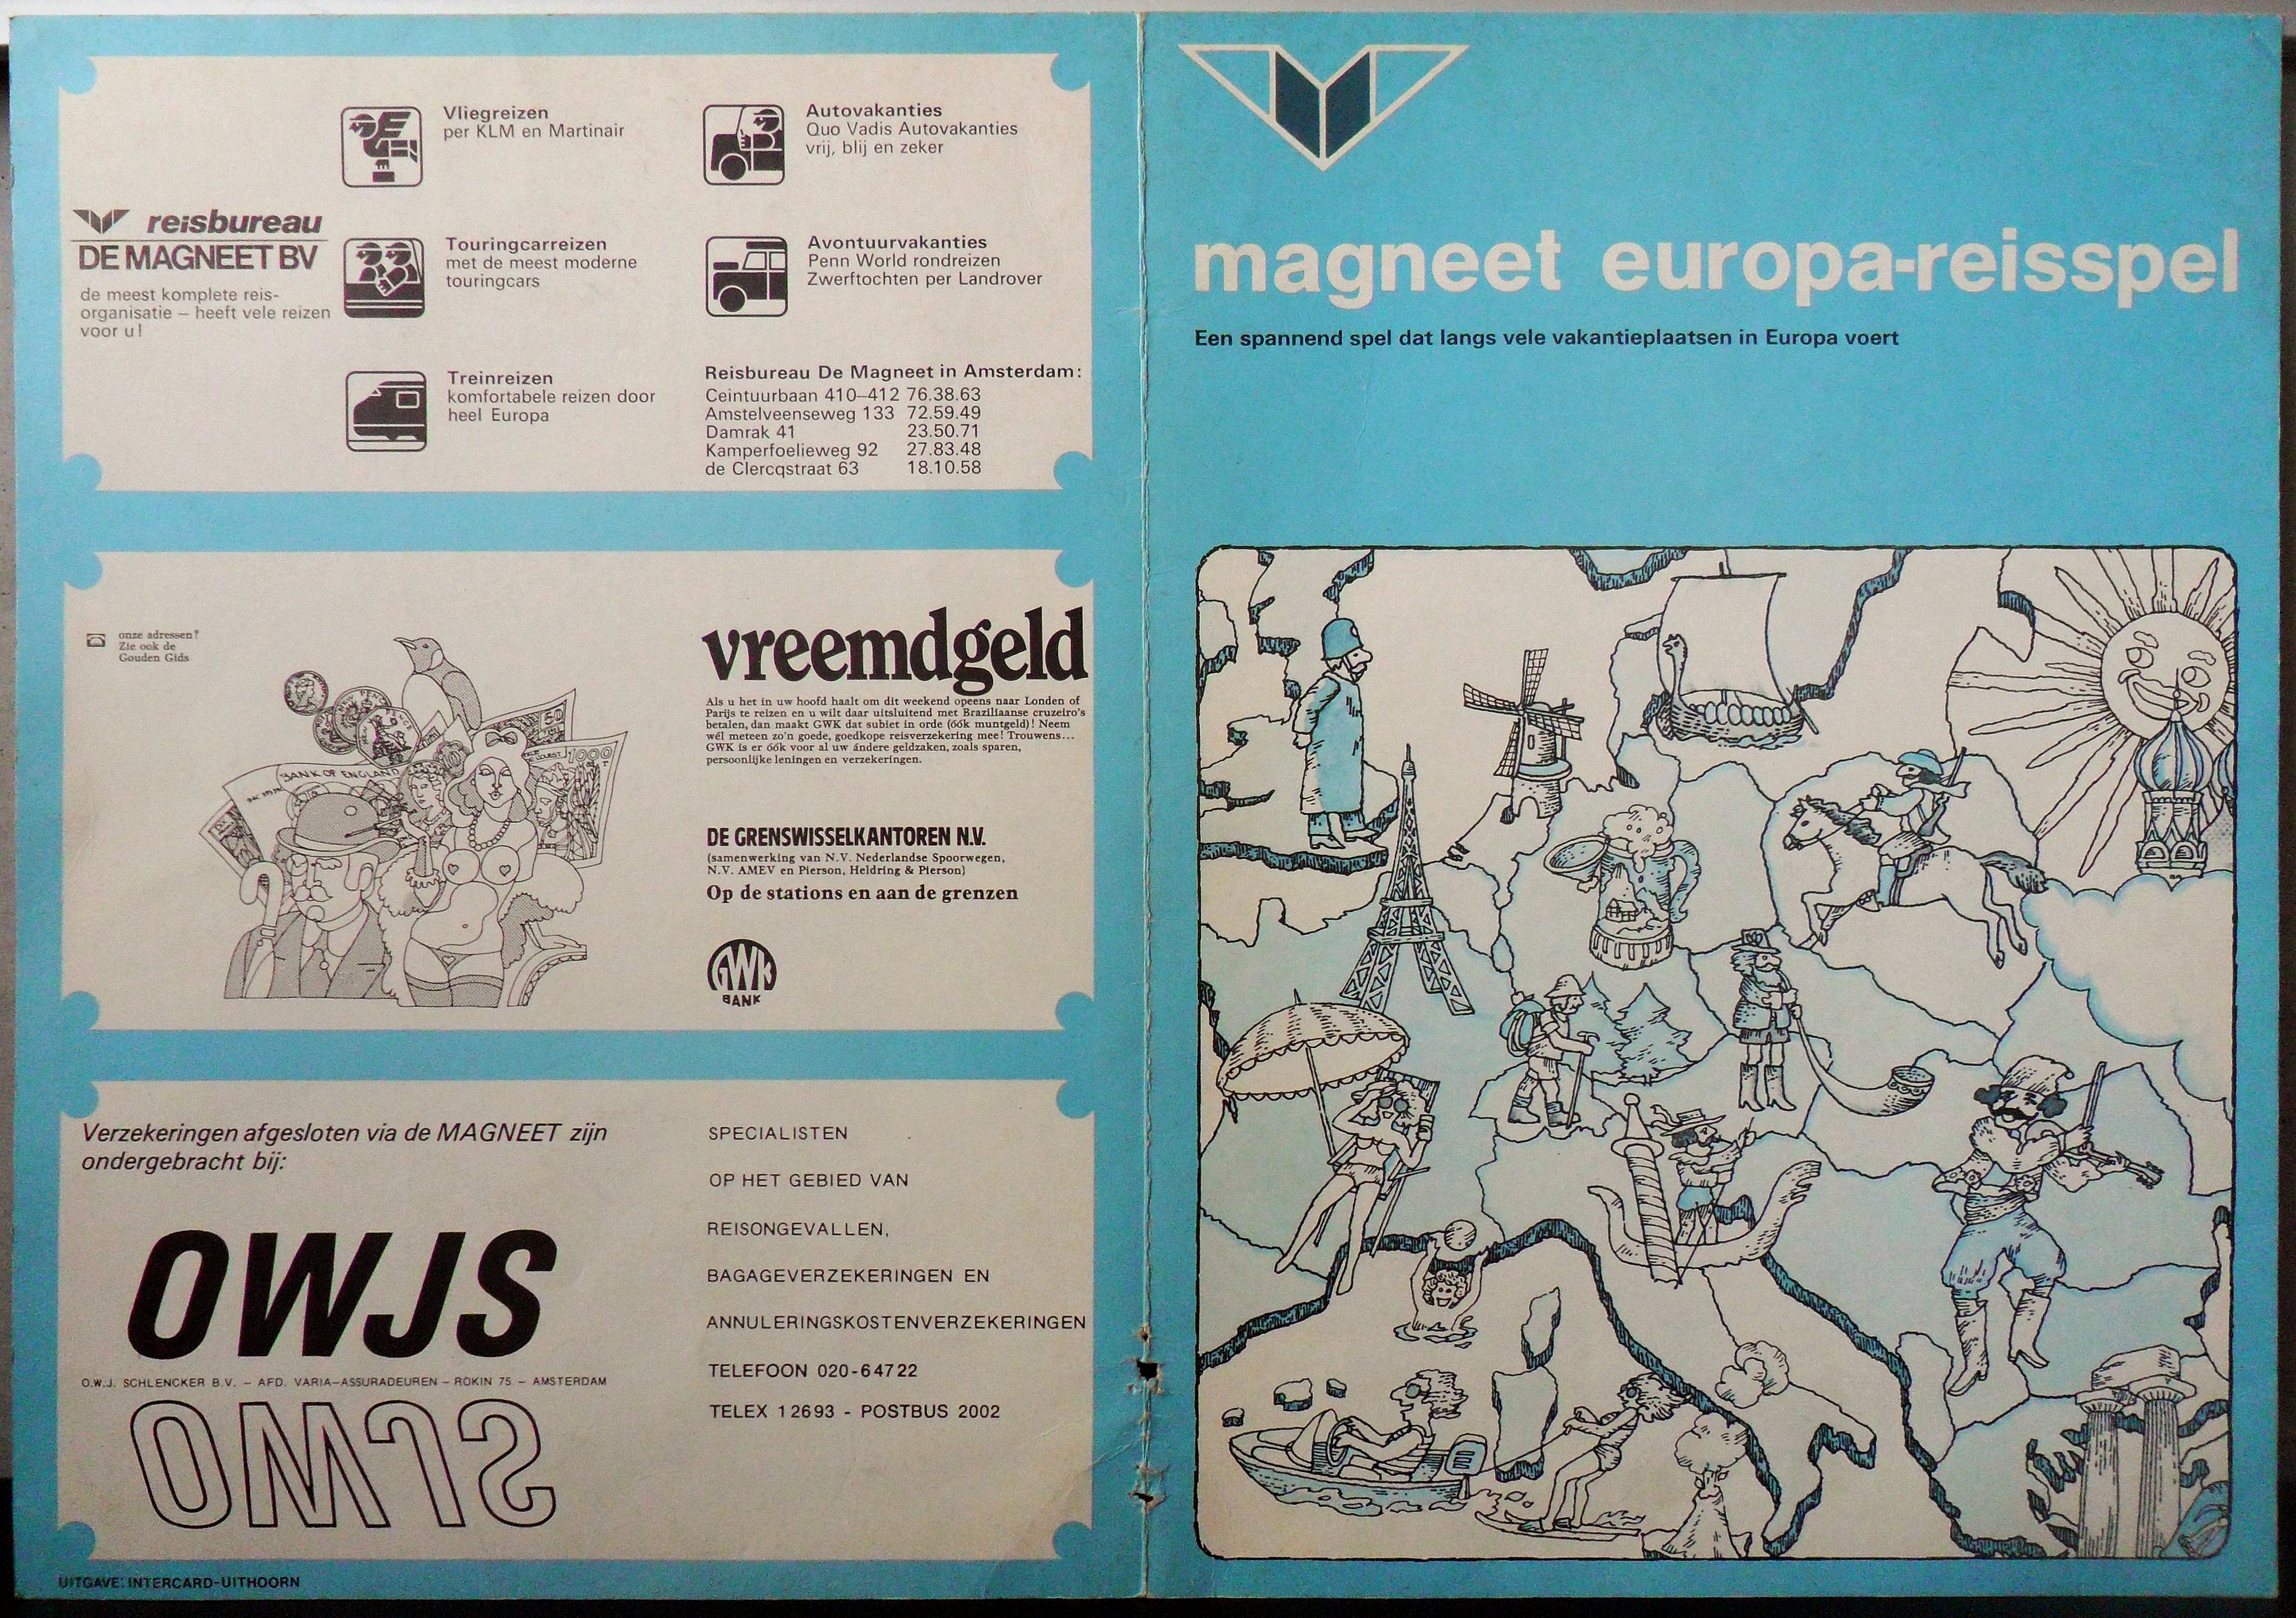 reisbureau
DE MAGNEET BV
de meest komplete reis-
organisatie – heeft vele reizen
voor u!
Vliegreizen
per KLM en Martinair
Touringcarreizen
met de meest moderne
touringcars
Treinreizen
komfortabele reizen door
heel Europa
Autovakanties
Quo Vadis Autovakanties
vrij, blij en zeker
Avontuurvakanties
Penn World rondreizen
Zwerftochten per Landrover
Reisbureau De Magneet in Amsterdam:
Ceintuurbaan 410–412 76.38.63
Amstelveenseweg 133 72.59.49
Damrak 41 23.50.71
Kamperfoelieweg 92 27.83.48
de Clercqstraat 63 18.10.58
onze adressen?
Zie ook de
Gouden Gids
BANK OF ENGLAND
50
1000
10
vreemdgeld
Als u het in uw hoofd haalt om dit weekend opeens naar Londen of
Parijs te reizen en u wilt daar uitsluitend met Braziliaanse cruzeiro's
betalen, dan maakt GWK dat subiet in orde (óók muntgeld)! Neem
wél meteen zo'n goede, goedkope reisverzekering mee! Trouwens...
GWK is er óók voor al uw ándere geldzaken, zoals sparen,
persoonlijke leningen en verzekeringen.
DE GRENSWISSELKANTOREN N.V.
(samenwerking van N.V. Nederlandse Spoorwegen,
N.V. AMEV en Pierson, Heldring & Pierson)
Op de stations en aan de grenzen
GWK
BANK
Verzekeringen afgesloten via de MAGNEET zijn
ondergebracht bij:
OWJS
O.W.J. SCHLENCKER B.V. – AFD. VARIA–ASSURADEUREN – ROKIN 75 – AMSTERDAM
OWJS
SPECIALISTEN
OP HET GEBIED VAN
REISONGEVALLEN,
BAGAGEVERZEKERINGEN EN
ANNULERINGSKOSTENVERZEKERINGEN
TELEFOON 020-64722
TELEX 12693 - POSTBUS 2002
UITGAVE: INTERCARD-UITHOORN
magneet europa-reisspel
Een spannend spel dat langs vele vakantieplaatsen in Europa voert